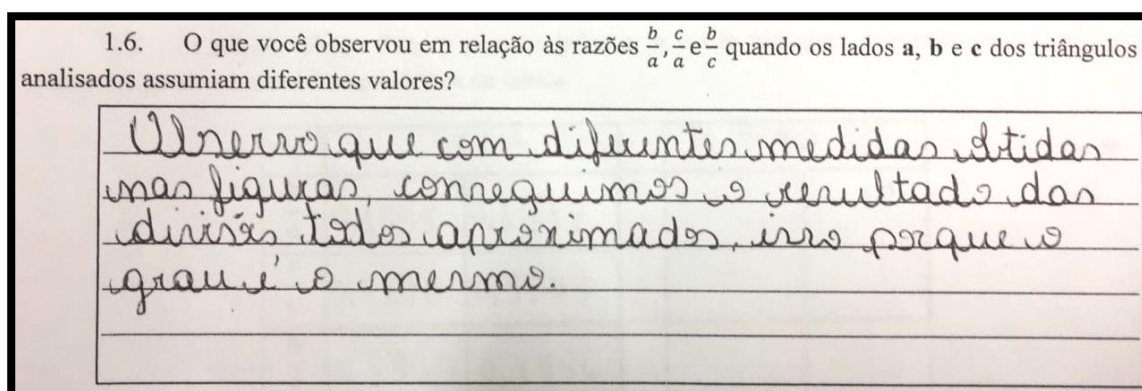 1.6. O que você observou em relação às razões b/a, c/a e b/c quando os lados a, b e c dos triângulos
analisados assumiam diferentes valores?
Observo que com diferentes medidas obtidas
nas figuras, conseguimos o resultado das
divisões todos aproximados, isso porque o
grau é o mesmo.